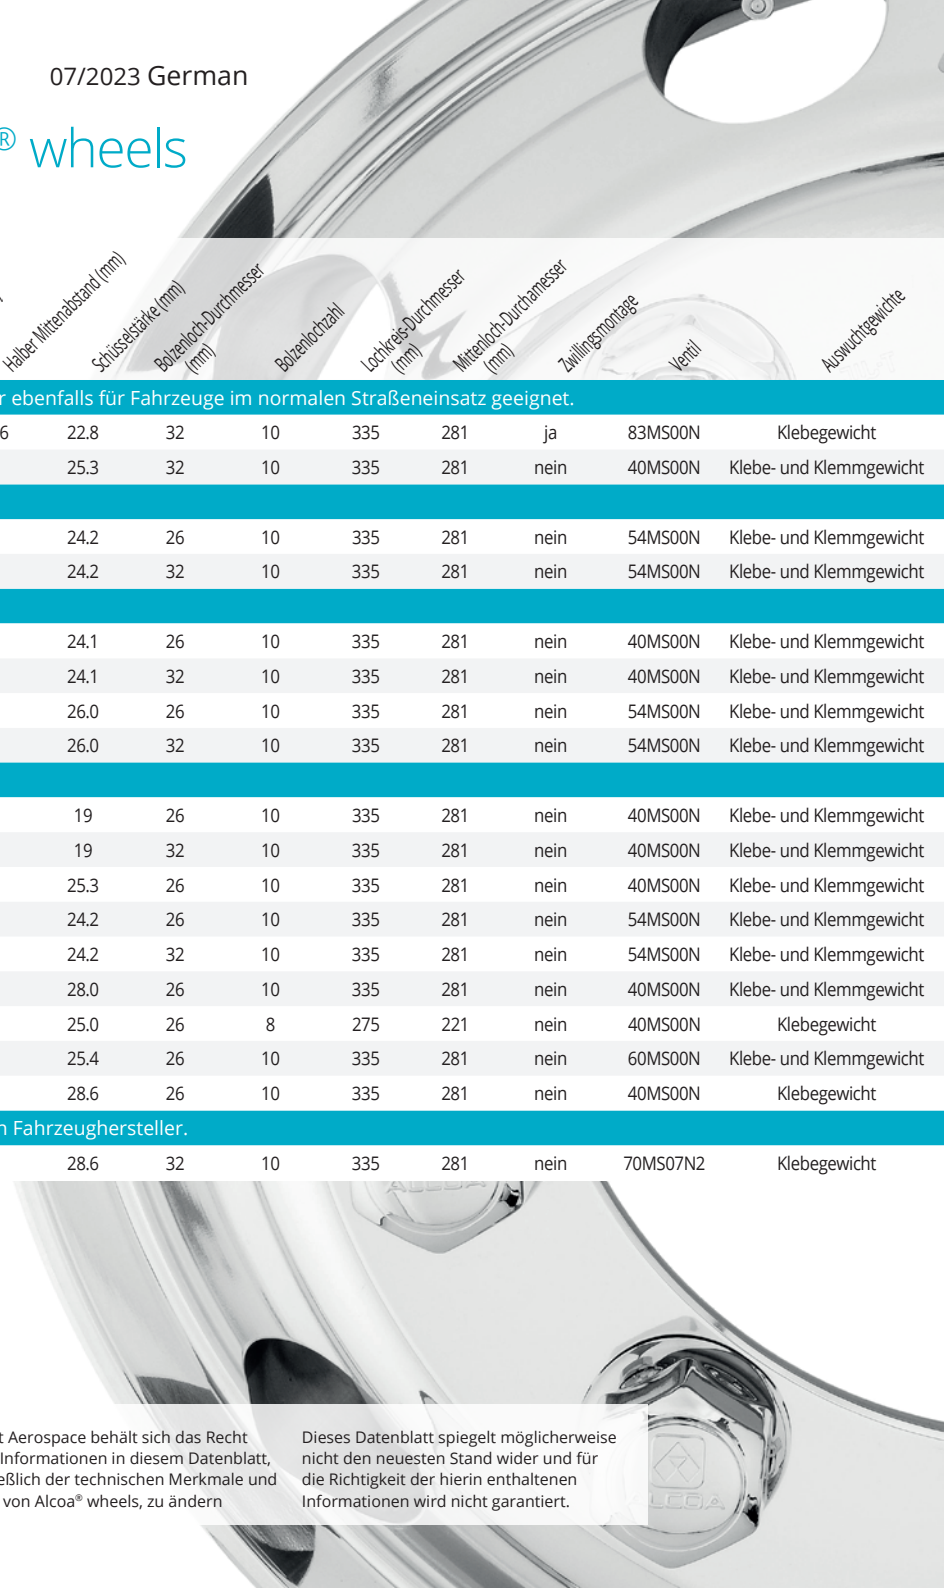 07/2023 German
® wheels
Halber Mittenabstand (mm)
Schüsselstärke (mm)
Bolzenloch-Durchmesser (mm)
Bolzenlochzahl
Lochkreis-Durchmesser (mm)
Mittenloch-Durchamesser (mm)
Zwillingsmontage
Ventil
Auswuchtgewichte
r ebenfalls für Fahrzeuge im normalen Straßeneinsatz geeignet.
6 22.8 32 10 335 281 ja 83MS00N Klebegewicht
25.3 32 10 335 281 nein 40MS00N Klebe- und Klemmgewicht
24.2 26 10 335 281 nein 54MS00N Klebe- und Klemmgewicht
24.2 32 10 335 281 nein 54MS00N Klebe- und Klemmgewicht
24.1 26 10 335 281 nein 40MS00N Klebe- und Klemmgewicht
24.1 32 10 335 281 nein 40MS00N Klebe- und Klemmgewicht
26.0 26 10 335 281 nein 54MS00N Klebe- und Klemmgewicht
26.0 32 10 335 281 nein 54MS00N Klebe- und Klemmgewicht
19 26 10 335 281 nein 40MS00N Klebe- und Klemmgewicht
19 32 10 335 281 nein 40MS00N Klebe- und Klemmgewicht
25.3 26 10 335 281 nein 40MS00N Klebe- und Klemmgewicht
24.2 26 10 335 281 nein 54MS00N Klebe- und Klemmgewicht
24.2 32 10 335 281 nein 54MS00N Klebe- und Klemmgewicht
28.0 26 10 335 281 nein 40MS00N Klebe- und Klemmgewicht
25.0 26 8 275 221 nein 40MS00N Klebegewicht
25.4 26 10 335 281 nein 60MS00N Klebe- und Klemmgewicht
28.6 26 10 335 281 nein 40MS00N Klebegewicht
n Fahrzeughersteller.
28.6 32 10 335 281 nein 70MS07N2 Klebegewicht
ALCOA
t Aerospace behält sich das Recht
Informationen in diesem Datenblatt,
eßlich der technischen Merkmale und
von Alcoa® wheels, zu ändern
Dieses Datenblatt spiegelt möglicherweise
nicht den neuesten Stand wider und für
die Richtigkeit der hierin enthaltenen
Informationen wird nicht garantiert.
ALCOA